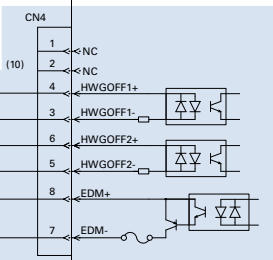 CN4
1 NC
(10)
2 NC
4 HWGOFF1+
3 HWGOFF1-
6 HWGOFF2+
5 HWGOFF2-
8 EDM+
7 EDM-